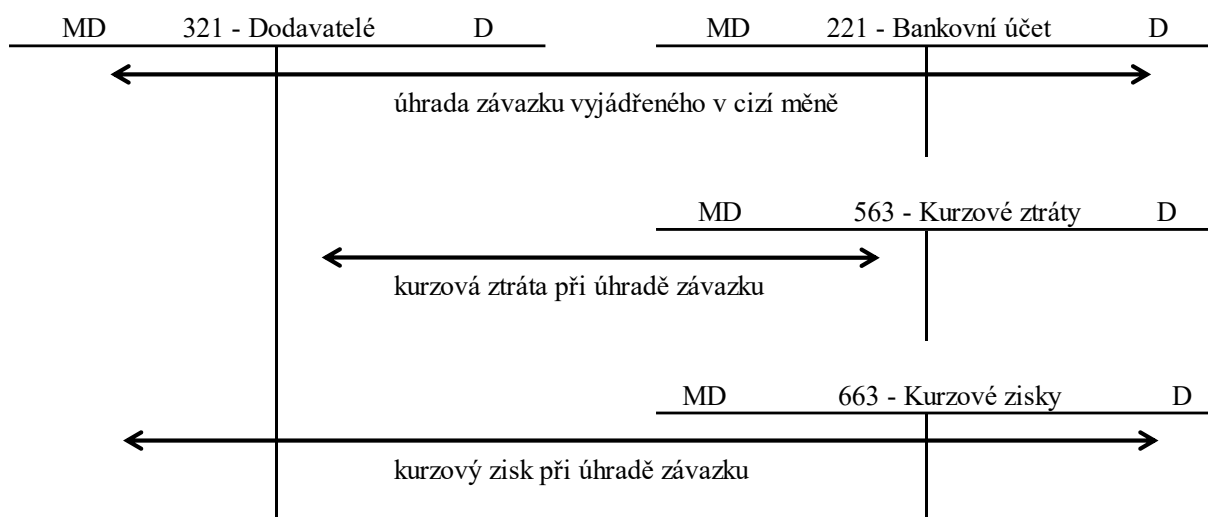 MD 321 - Dodavatelé D MD 221 - Bankovní účet D
úhrada závazku vyjádřeného v cizí měně
MD 563 - Kurzové ztráty D
kurzová ztráta při úhradě závazku
MD 663 - Kurzové zisky D
kurzový zisk při úhradě závazku